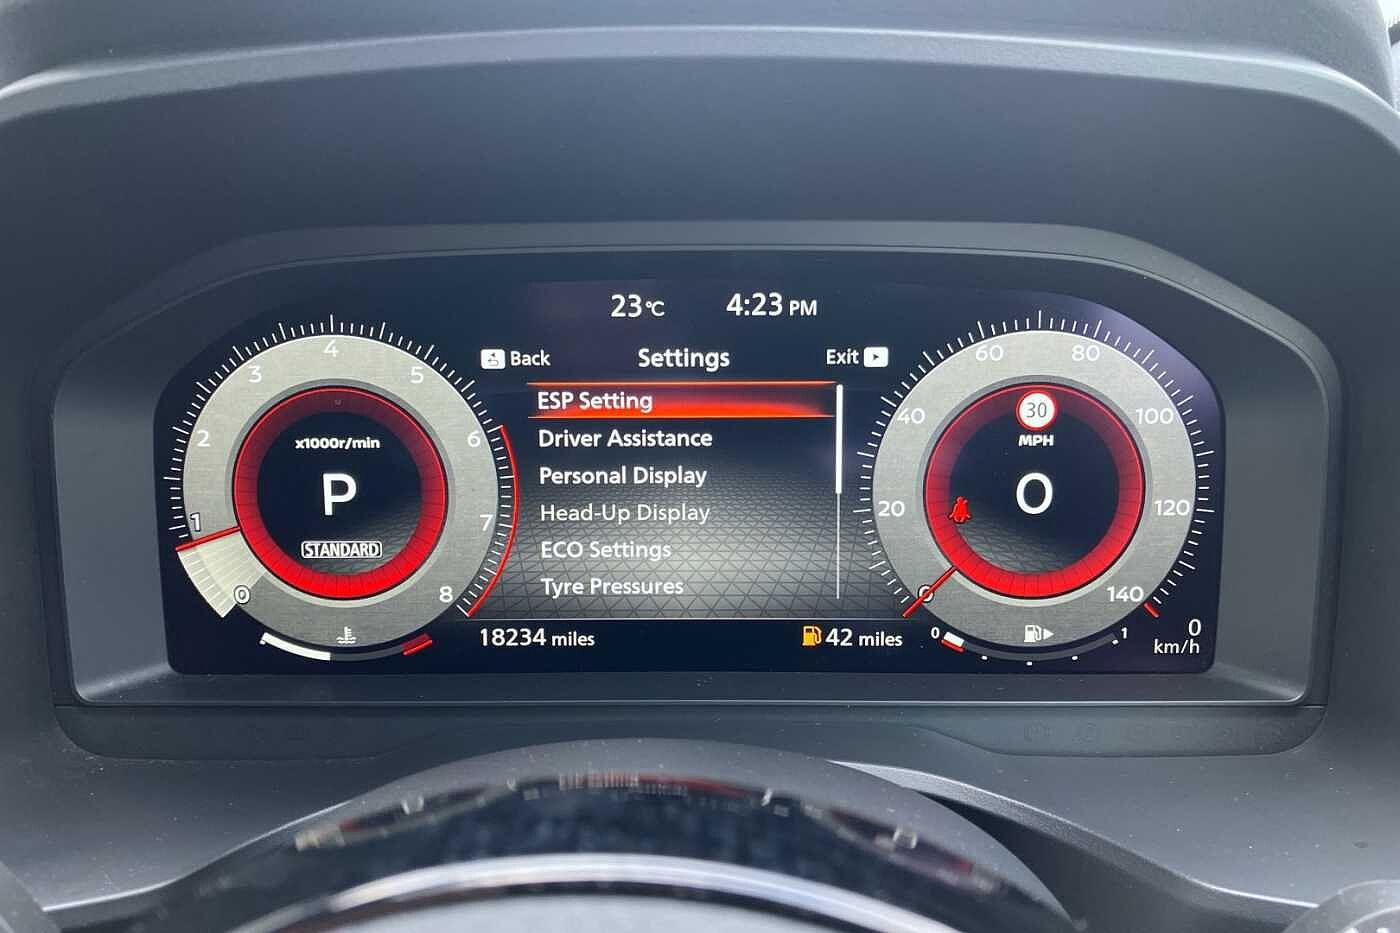 23°C 4:23 PM
Back Settings Exit
ESP Setting
Driver Assistance
Personal Display
Head-Up Display
ECO Settings
Tyre Pressures
18234 miles 42 miles
0 1 2 3 4 5 6 7 8
x1000r/min
P
STANDARD
0 20 40 60 80 100 120 140
30
MPH
0
0 1
0
km/h